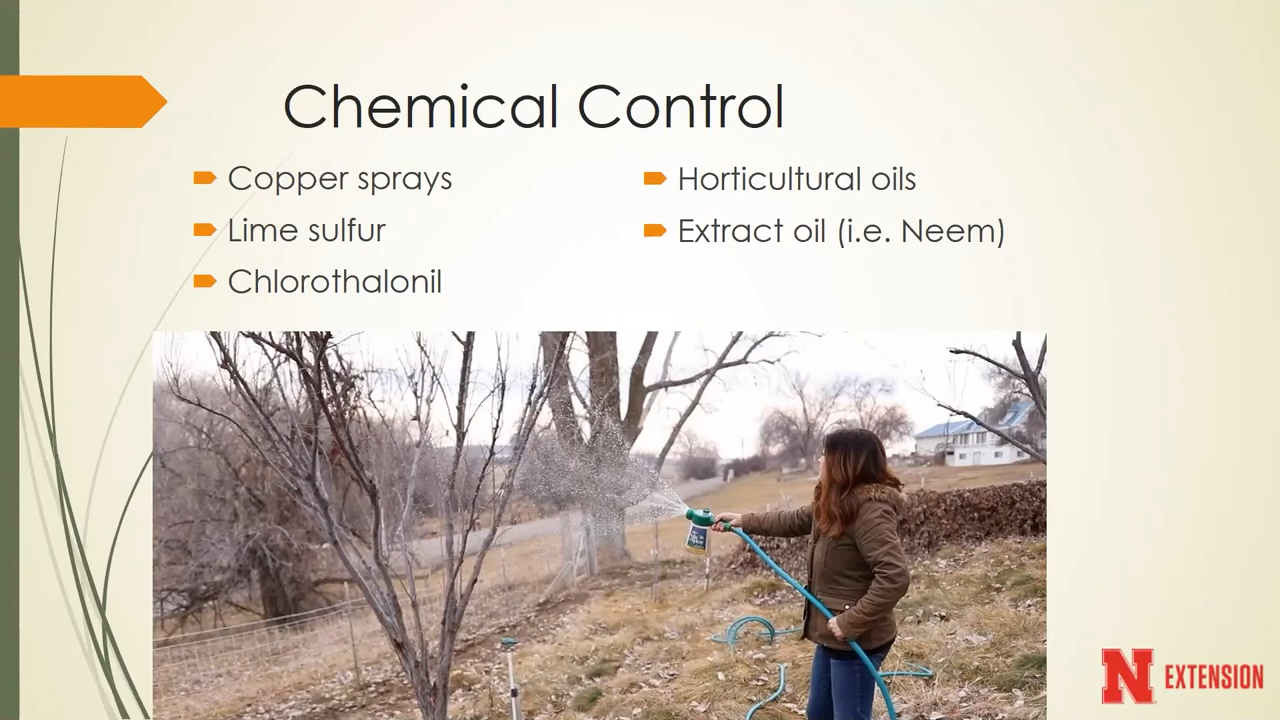 Chemical Control
Copper sprays
Lime sulfur
Chlorothalonil
Horticultural oils
Extract oil (i.e. Neem)
N EXTENSION